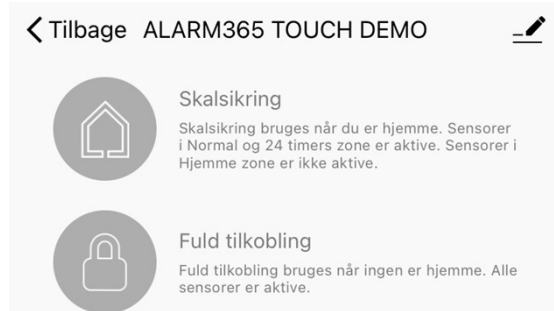 Tilbage ALARM365 TOUCH DEMO
Skalsikring
Skalsikring bruges når du er hjemme. Sensorer
i Normal og 24 timers zone er aktive. Sensorer i
Hjemme zone er ikke aktive.
Fuld tilkobling
Fuld tilkobling bruges når ingen er hjemme. Alle
sensorer er aktive.